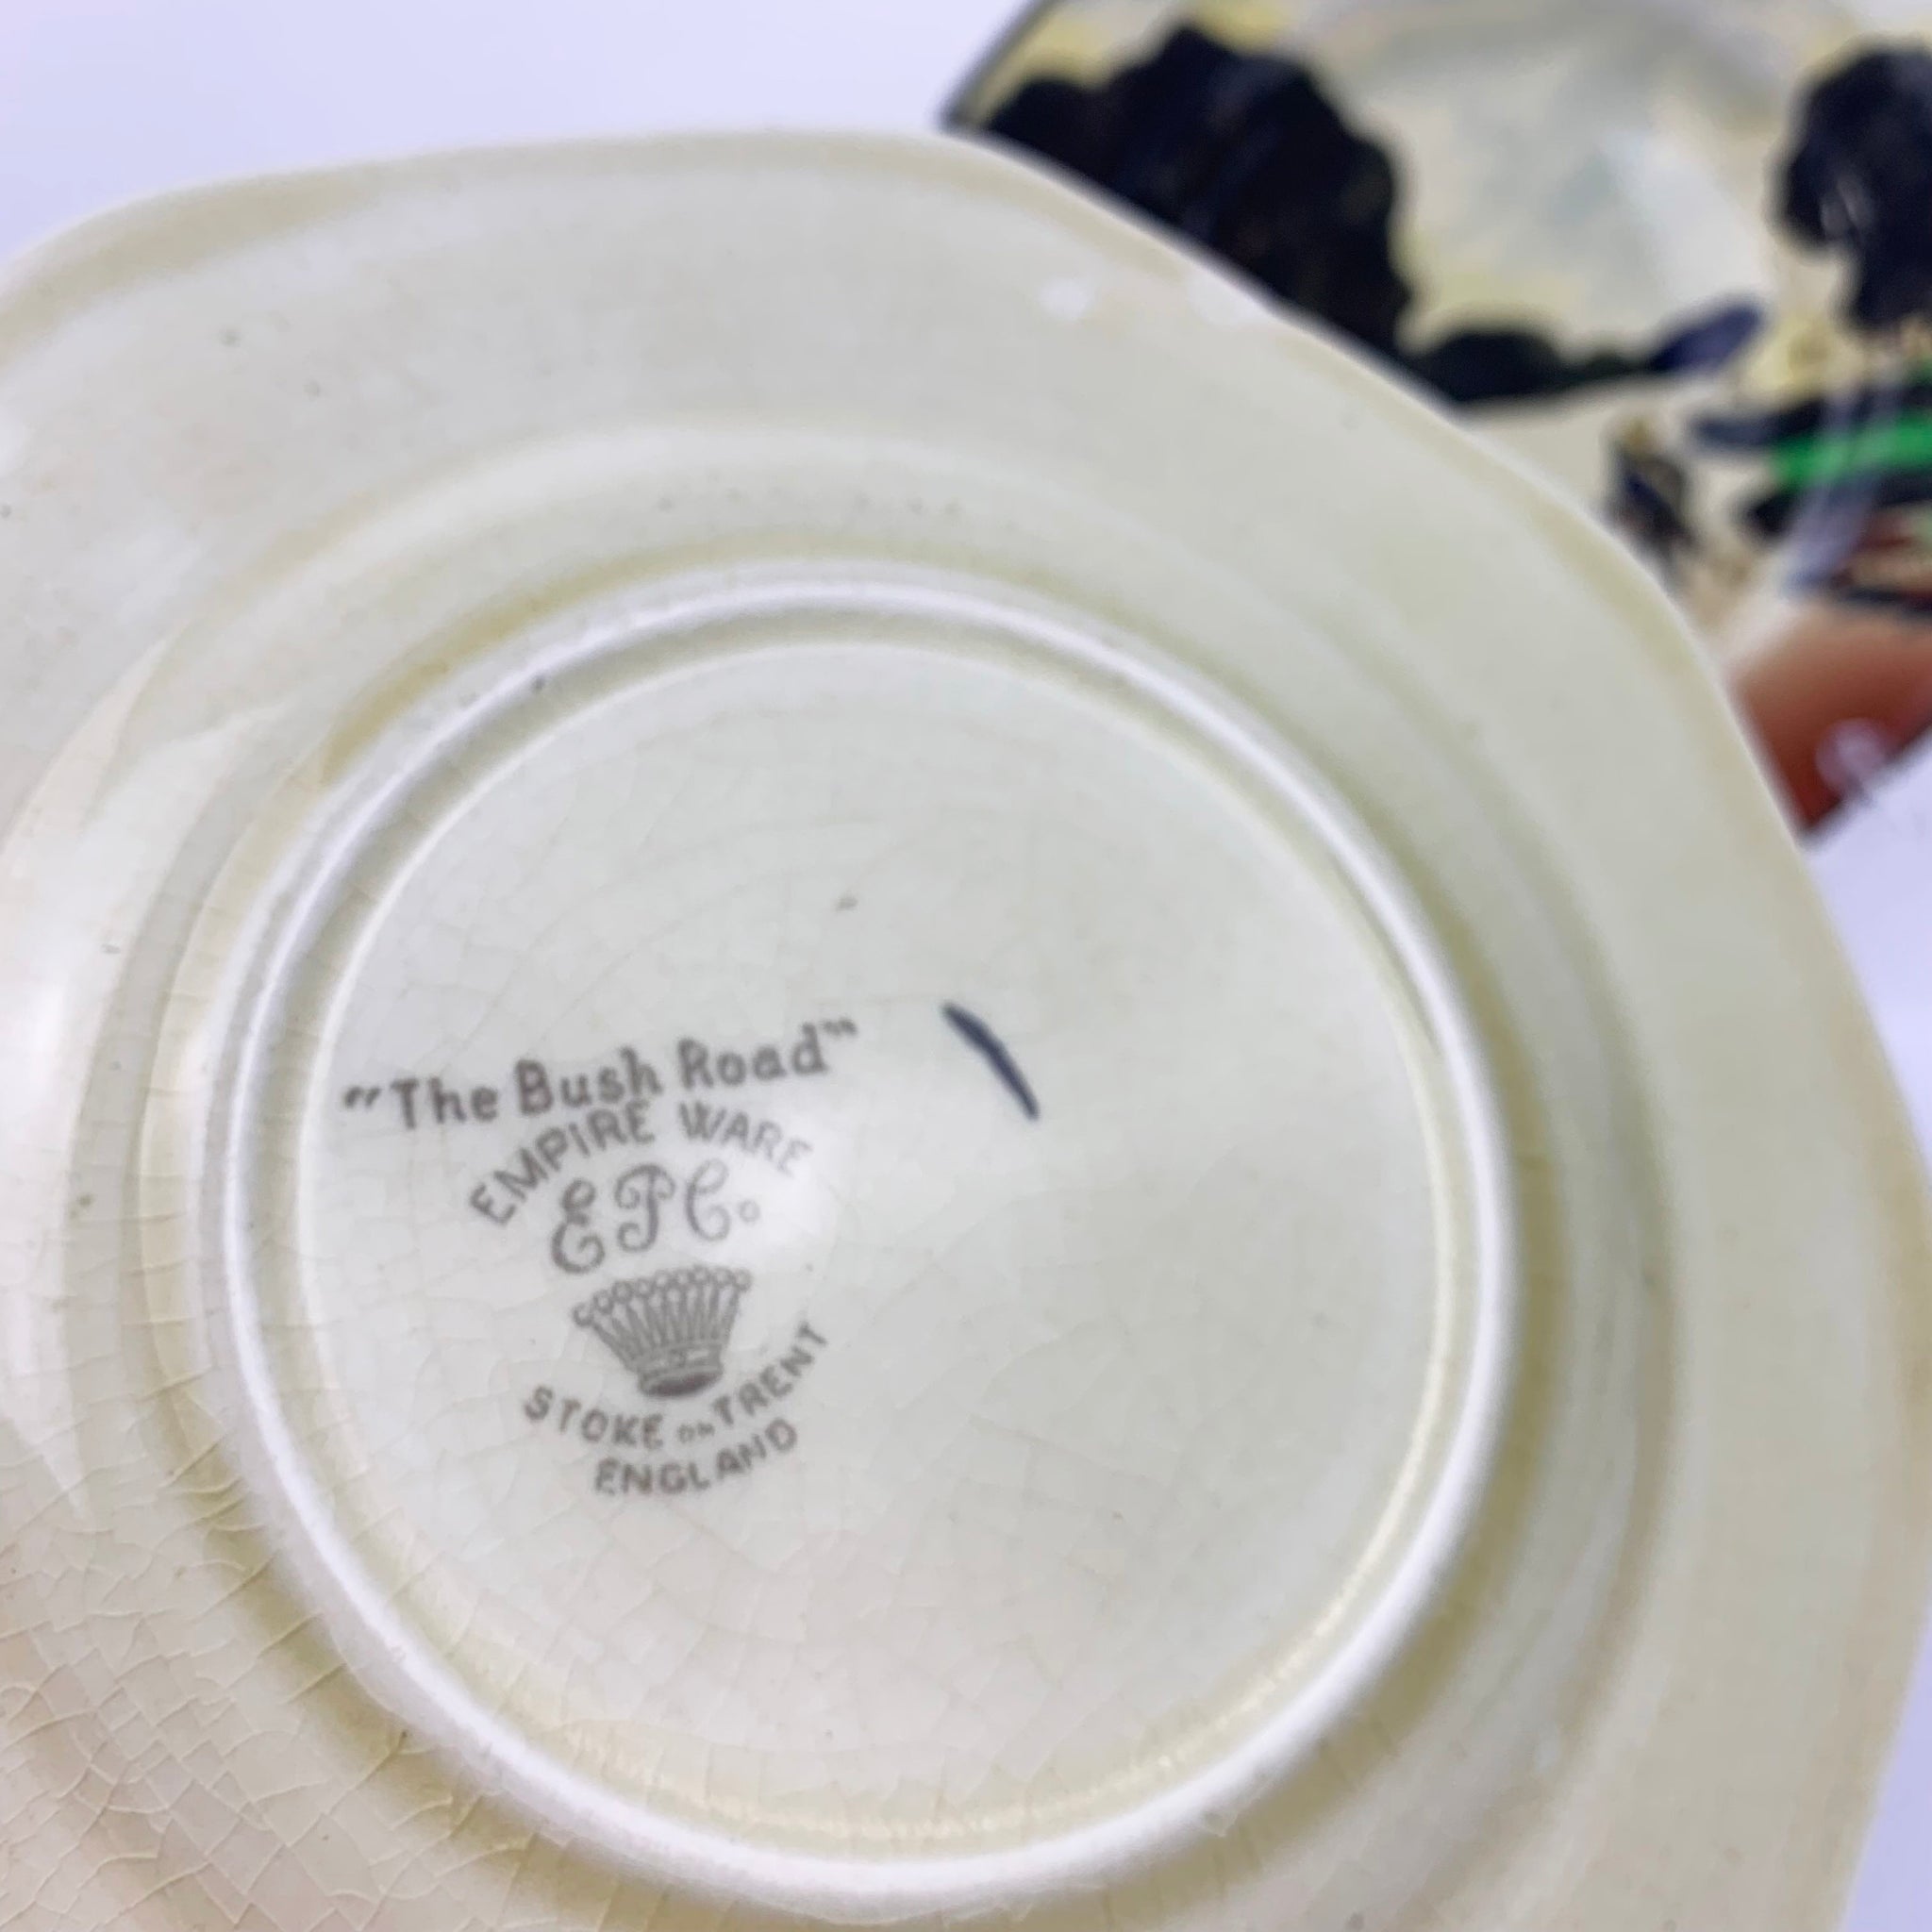 "The Bush Road"
EMPIRE WARE
E P Co
STOKE on TRENT
ENGLAND